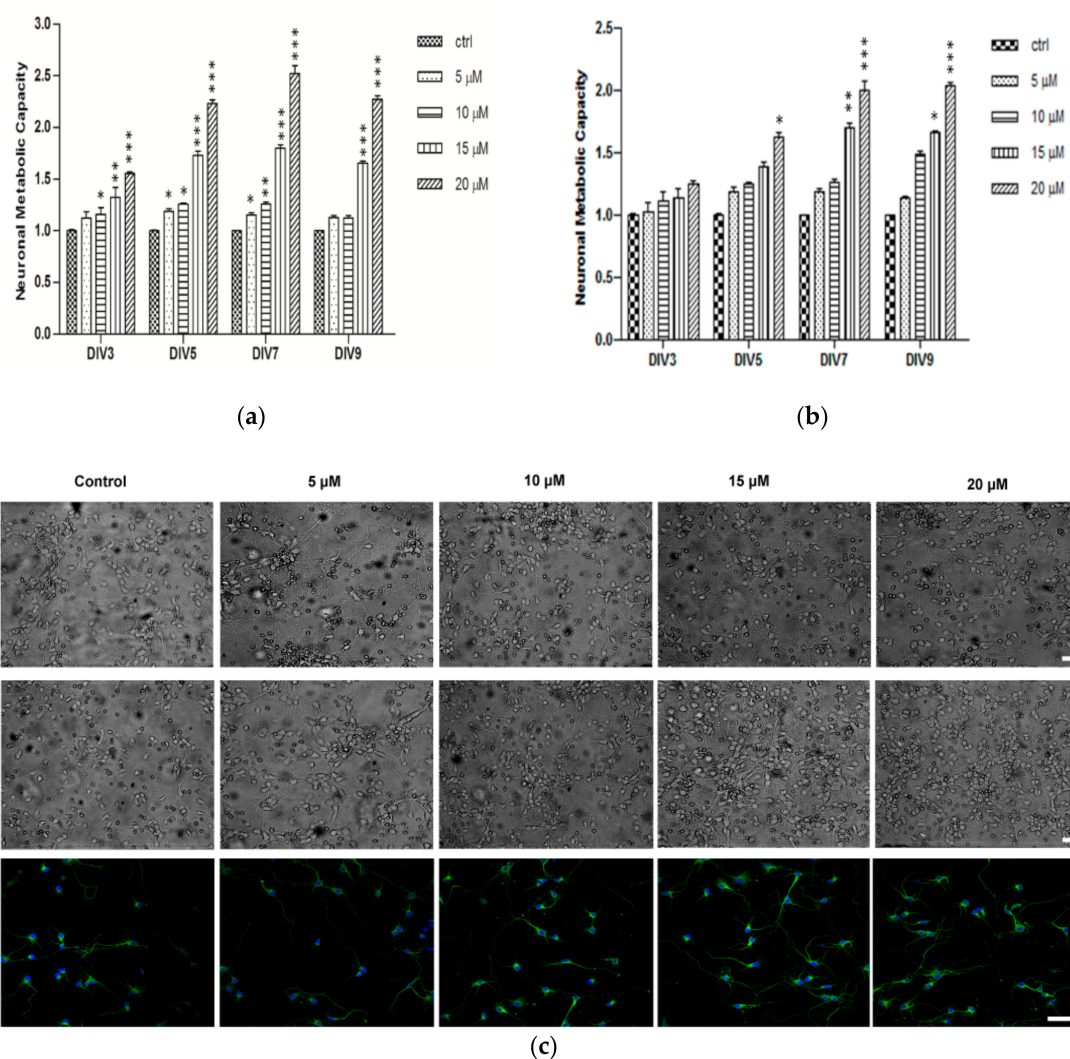 Neuronal Metabolic Capacity
3.0
2.5
2.0
1.5
1.0
0.5
0.0
* ** ***
* * *** ***
* ** *** ***
*** ***
DIV3 DIV5 DIV7 DIV9
ctrl
5 µM
10 µM
15 µM
20 µM
(a)
Neuronal Metabolic Capacity
2.5
2.0
1.5
1.0
0.5
0.0
*
** ***
* ***
DIV3 DIV5 DIV7 DIV9
ctrl
5 µM
10 µM
15 µM
20 µM
(b)
Control 5 µM 10 µM 15 µM 20 µM
(c)